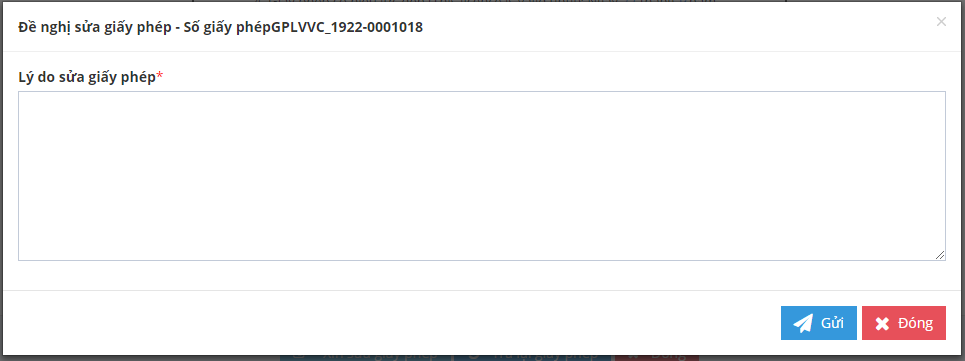 Đề nghị sửa giấy phép - Số giấy phépGPLVVC_1922-0001018
×
Lý do sửa giấy phép*
Gửi
Đóng